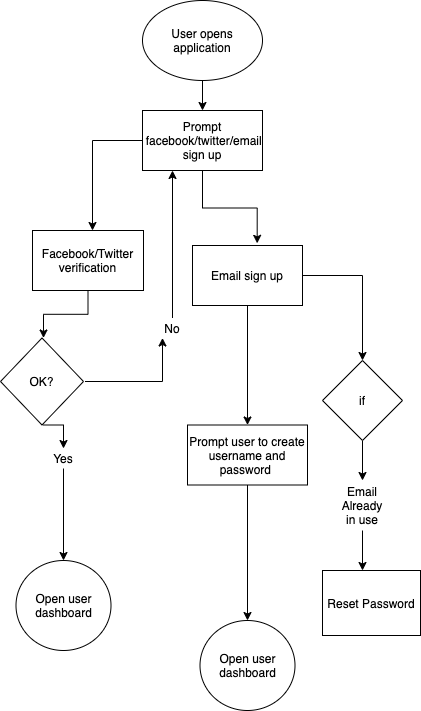 User opens
application
Prompt
facebook/twitter/email
sign up
Facebook/Twitter
verification
Email sign up
No
OK?
if
Prompt user to create
username and
password
Yes
Email
Already
in use
Open user
dashboard
Reset Password
Open user
dashboard